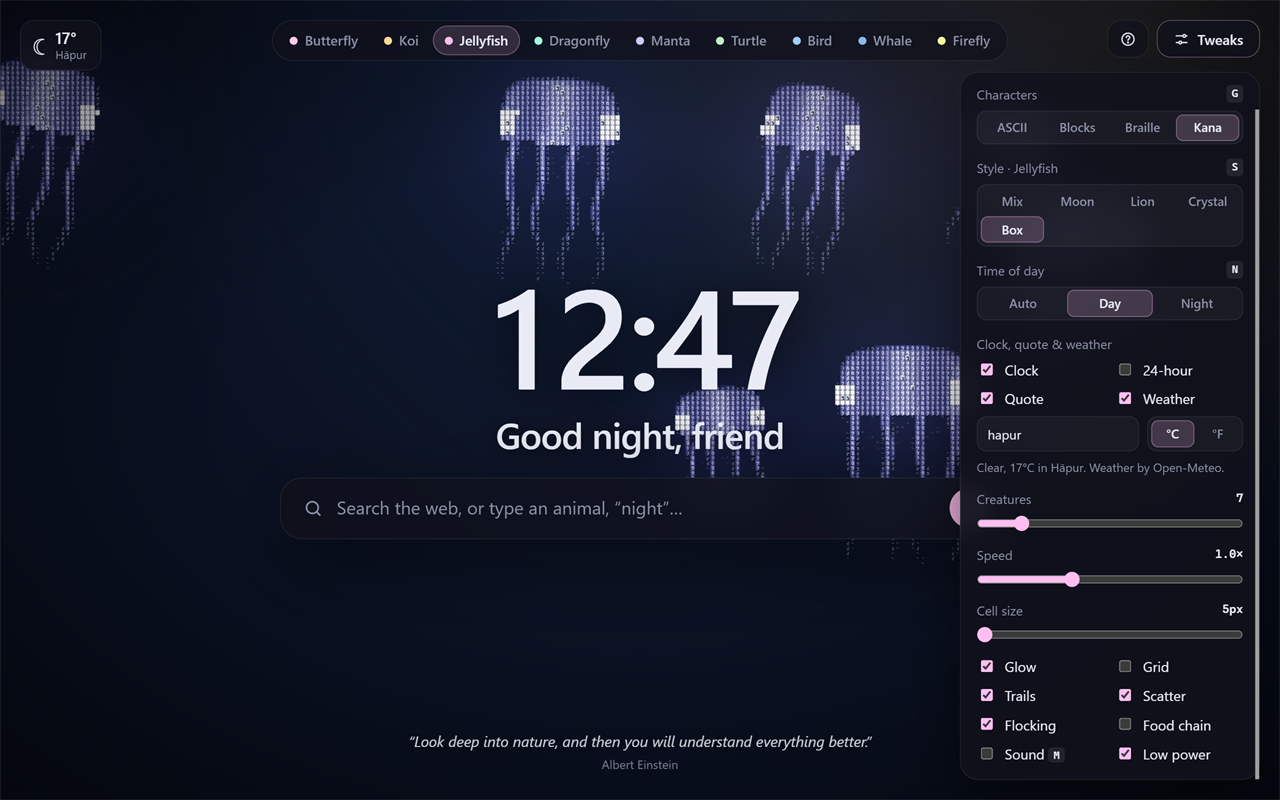 17°
Hāpur
Butterfly Koi Jellyfish Dragonfly Manta Turtle Bird Whale Firefly
Tweaks
Characters G
ASCII Blocks Braille Kana
Style · Jellyfish S
Mix Moon Lion Crystal
Box
Time of day N
Auto Day Night
Clock, quote & weather
Clock 24-hour
Quote Weather
hapur °C °F
Clear, 17°C in Hāpur. Weather by Open-Meteo.
Creatures 7
Speed 1.0×
Cell size 5px
Glow Grid
Trails Scatter
Flocking Food chain
Sound M Low power
12:47
Good night, friend
Search the web, or type an animal, “night”…
“Look deep into nature, and then you will understand everything better.”
Albert Einstein